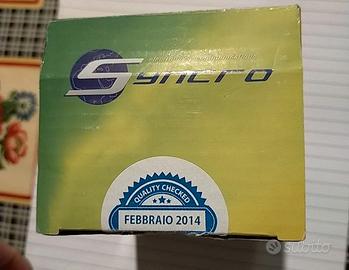 Syncro
QUALITY CHECKED
FEBBRAIO 2014
subito